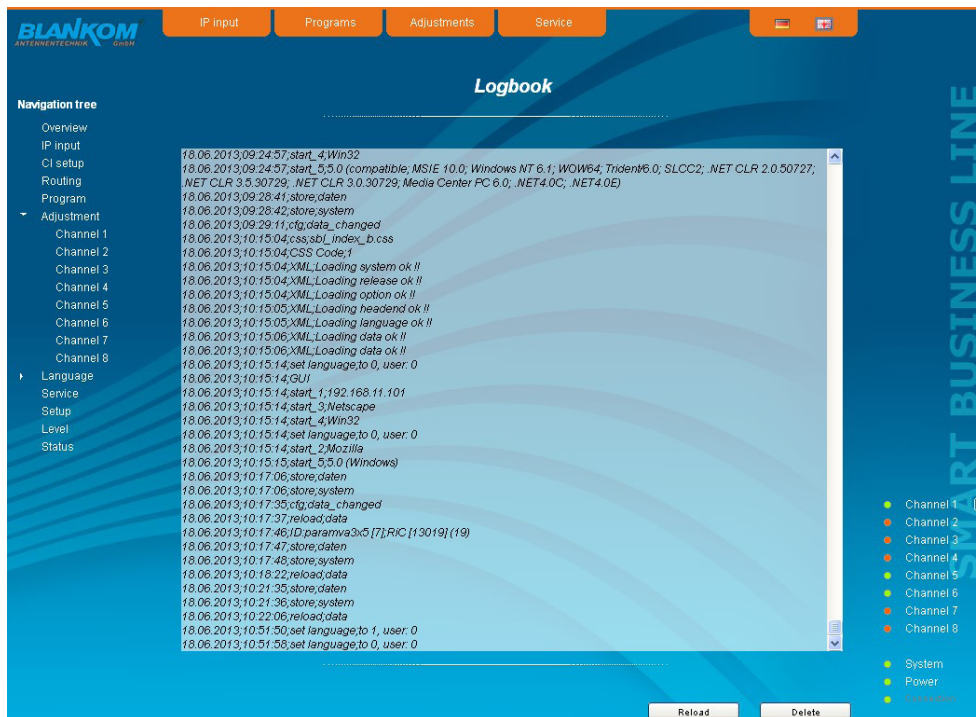 BLANKOM
ANTENNENTECHNIK GmbH
IP input
Programs
Adjustments
Service
Logbook
Navigation tree
Overview
IP input
CI setup
Routing
Program
Adjustment
Channel 1
Channel 2
Channel 3
Channel 4
Channel 5
Channel 6
Channel 7
Channel 8
Language
Service
Setup
Level
Status
18.06.2013;09:24:57;start_4;Win32
18.06.2013;09:24:57;start_5;5.0 (compatible; MSIE 10.0; Windows NT 6.1; WOW64; Trident/6.0; SLCC2; .NET CLR 2.0.50727;
.NET CLR 3.5.30729; .NET CLR 3.0.30729; Media Center PC 6.0; .NET4.0C; .NET4.0E)
18.06.2013;09:28:41;store;daten
18.06.2013;09:28:42;store;system
18.06.2013;09:29:11;cfg;data_changed
18.06.2013;10:15:04;css;sbl_index_b.css
18.06.2013;10:15:04;CSS Code;1
18.06.2013;10:15:04;XML;Loading system ok !!
18.06.2013;10:15:04;XML;Loading release ok !!
18.06.2013;10:15:04;XML;Loading option ok !!
18.06.2013;10:15:05;XML;Loading headend ok !!
18.06.2013;10:15:05;XML;Loading language ok !!
18.06.2013;10:15:06;XML;Loading data ok !!
18.06.2013;10:15:06;XML;Loading data ok !!
18.06.2013;10:15:14;set language;to 0, user: 0
18.06.2013;10:15:14;GUI
18.06.2013;10:15:14;start_1;192.168.11.101
18.06.2013;10:15:14;start_3;Netscape
18.06.2013;10:15:14;start_4;Win32
18.06.2013;10:15:14;set language;to 0, user: 0
18.06.2013;10:15:14;start_2;Mozilla
18.06.2013;10:15:15;start_5;5.0 (Windows)
18.06.2013;10:17:06;store;daten
18.06.2013;10:17:06;store;system
18.06.2013;10:17:35;cfg;data_changed
18.06.2013;10:17:37;reload;data
18.06.2013;10:17:46;ID:paramva3x5 [7];RIC [13019] (19)
18.06.2013;10:17:47;store;daten
18.06.2013;10:17:48;store;system
18.06.2013;10:18:22;reload;data
18.06.2013;10:21:35;store;daten
18.06.2013;10:21:36;store;system
18.06.2013;10:22:06;reload;data
18.06.2013;10:51:50;set language;to 1, user: 0
18.06.2013;10:51:56;set language;to 0, user: 0
Reload
Delete
SMART BUSINESS LINE
Channel 1
Channel 2
Channel 3
Channel 4
Channel 5
Channel 6
Channel 7
Channel 8
System
Power